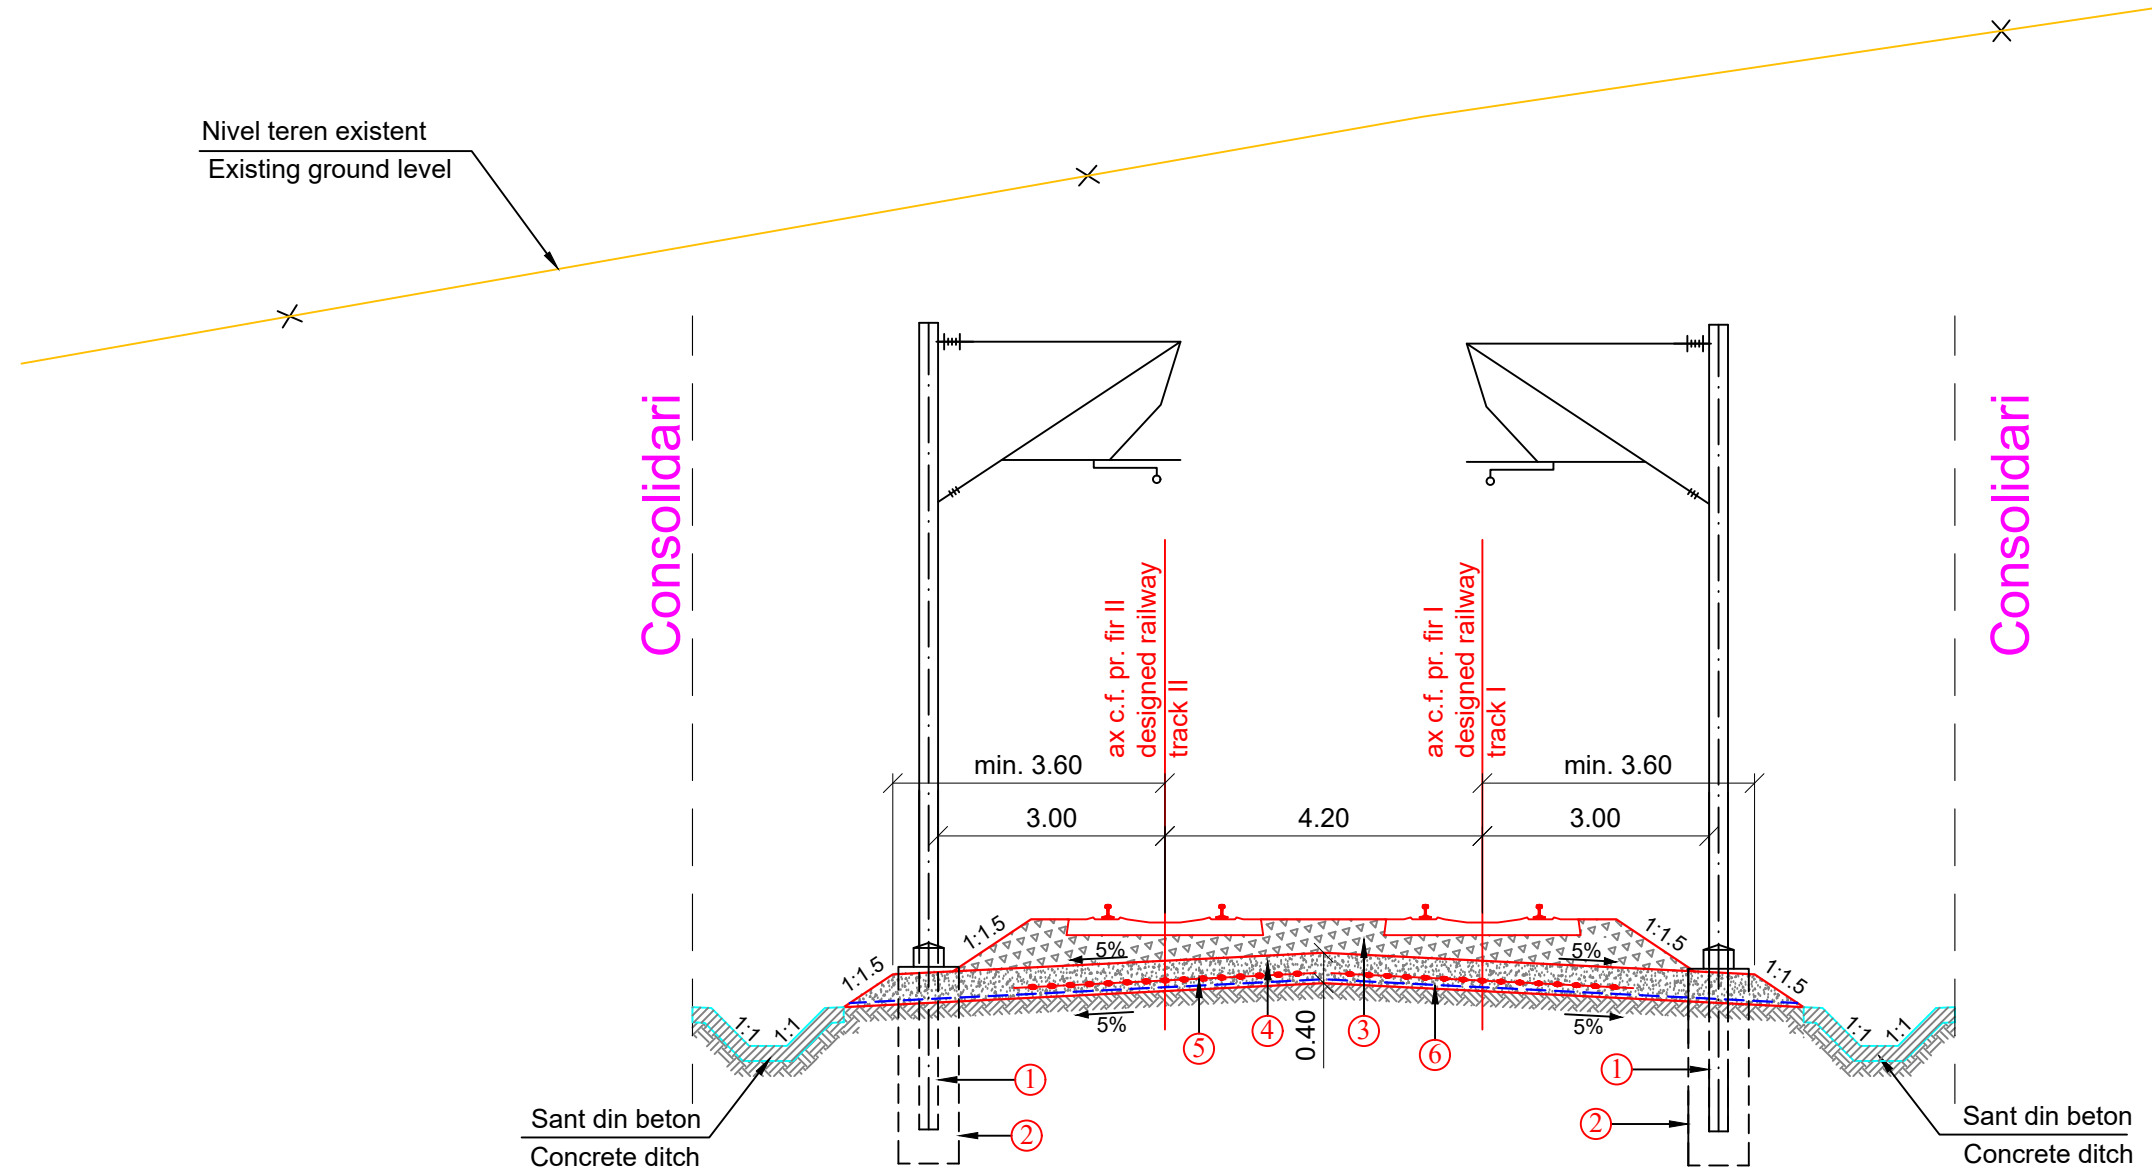 Nivel teren existent
Existing ground level
Consolidari
Consolidari
ax c.f. pr. fir II
designed railway
track II
ax c.f. pr. fir I
designed railway
track I
min. 3.60
min. 3.60
3.00
4.20
3.00
1:1.5
1:1.5
1:1.5
1:1.5
5%
5%
5%
5%
1:1
1:1
1:1
1:1
0.40
5
4
3
6
1
2
1
2
Sant din beton
Concrete ditch
Sant din beton
Concrete ditch